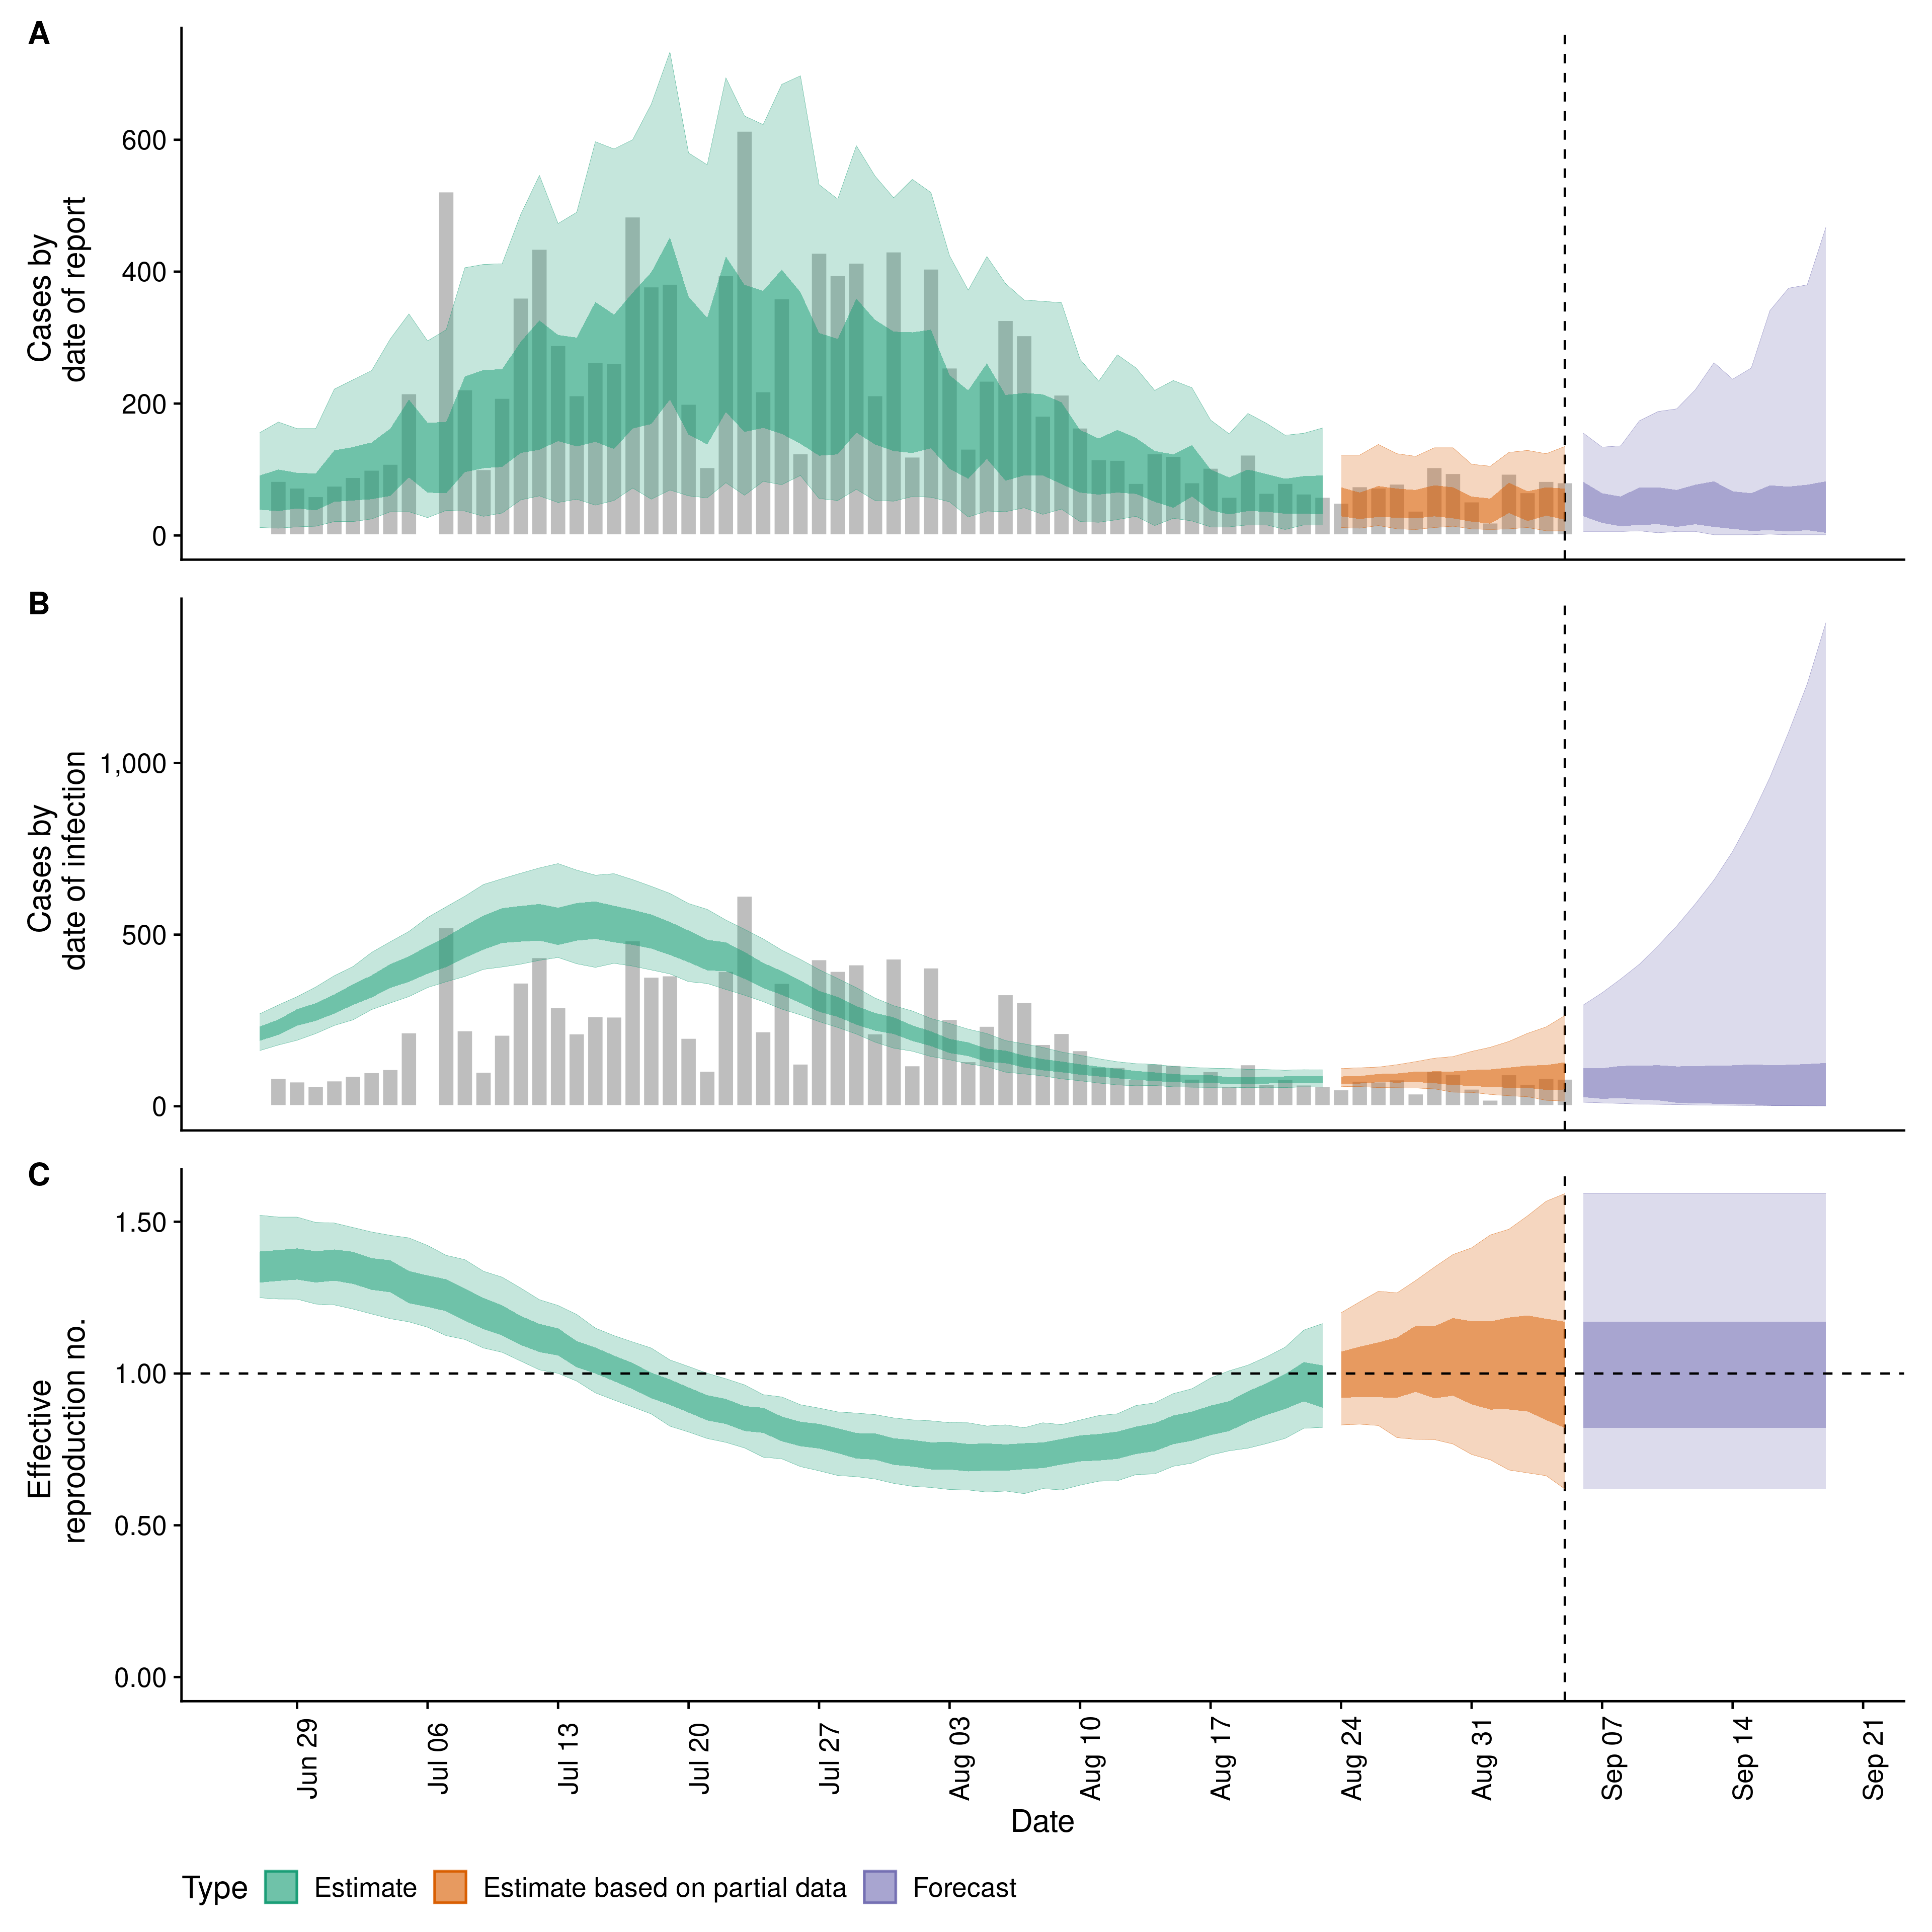 A
Cases by
date of report
600
400
200
0
B
Cases by
date of infection
1,000
500
0
C
Effective
reproduction no.
1.50
1.00
0.50
0.00
Jun 29
Jul 06
Jul 13
Jul 20
Jul 27
Aug 03
Aug 10
Aug 17
Aug 24
Aug 31
Sep 07
Sep 14
Sep 21
Date
Type Estimate Estimate based on partial data Forecast